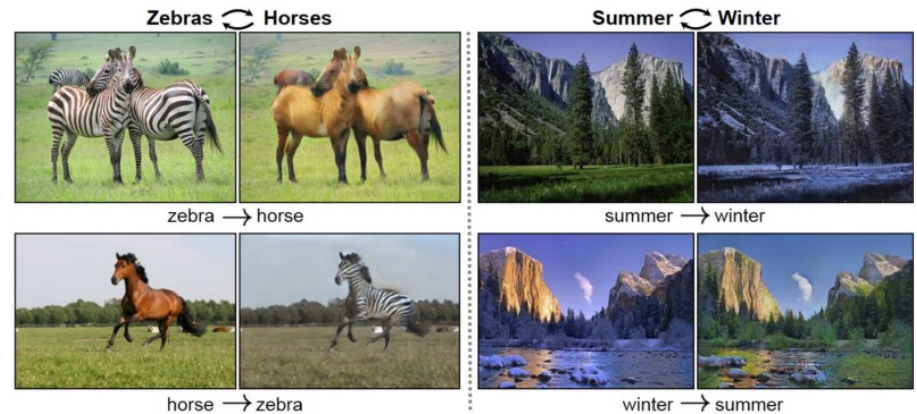 Zebras ⇄ Horses
zebra → horse
horse → zebra
Summer ⇄ Winter
summer → winter
winter → summer